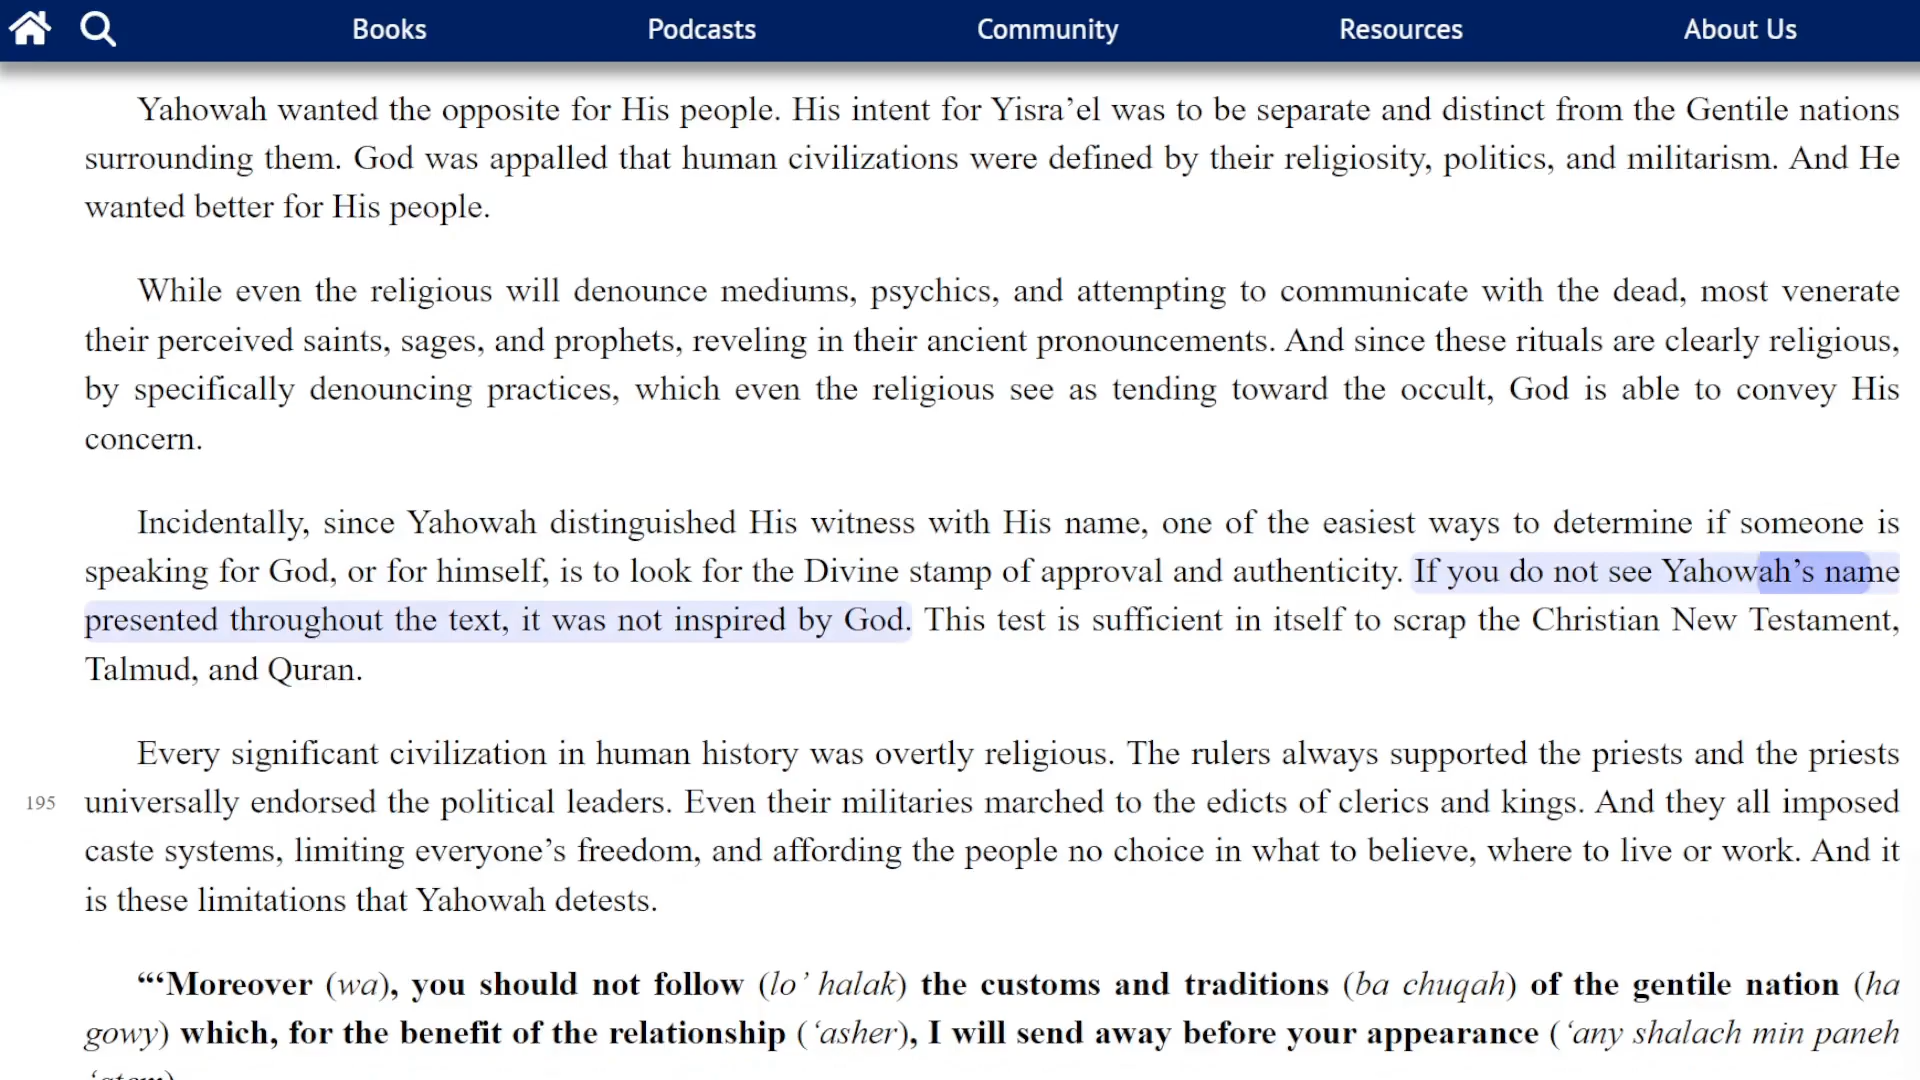 Books Podcasts Community Resources About Us
Yahowah wanted the opposite for His people. His intent for Yisra’el was to be separate and distinct from the Gentile nations
surrounding them. God was appalled that human civilizations were defined by their religiosity, politics, and militarism. And He
wanted better for His people.
While even the religious will denounce mediums, psychics, and attempting to communicate with the dead, most venerate
their perceived saints, sages, and prophets, reveling in their ancient pronouncements. And since these rituals are clearly religious,
by specifically denouncing practices, which even the religious see as tending toward the occult, God is able to convey His
concern.
Incidentally, since Yahowah distinguished His witness with His name, one of the easiest ways to determine if someone is
speaking for God, or for himself, is to look for the Divine stamp of approval and authenticity. If you do not see Yahowah’s name
presented throughout the text, it was not inspired by God. This test is sufficient in itself to scrap the Christian New Testament,
Talmud, and Quran.
Every significant civilization in human history was overtly religious. The rulers always supported the priests and the priests
195 universally endorsed the political leaders. Even their militaries marched to the edicts of clerics and kings. And they all imposed
caste systems, limiting everyone’s freedom, and affording the people no choice in what to believe, where to live or work. And it
is these limitations that Yahowah detests.
“‘Moreover (wa), you should not follow (lo’ halak) the customs and traditions (ba chuqah) of the gentile nation (ha
gowy) which, for the benefit of the relationship (‘asher), I will send away before your appearance (‘any shalach min paneh